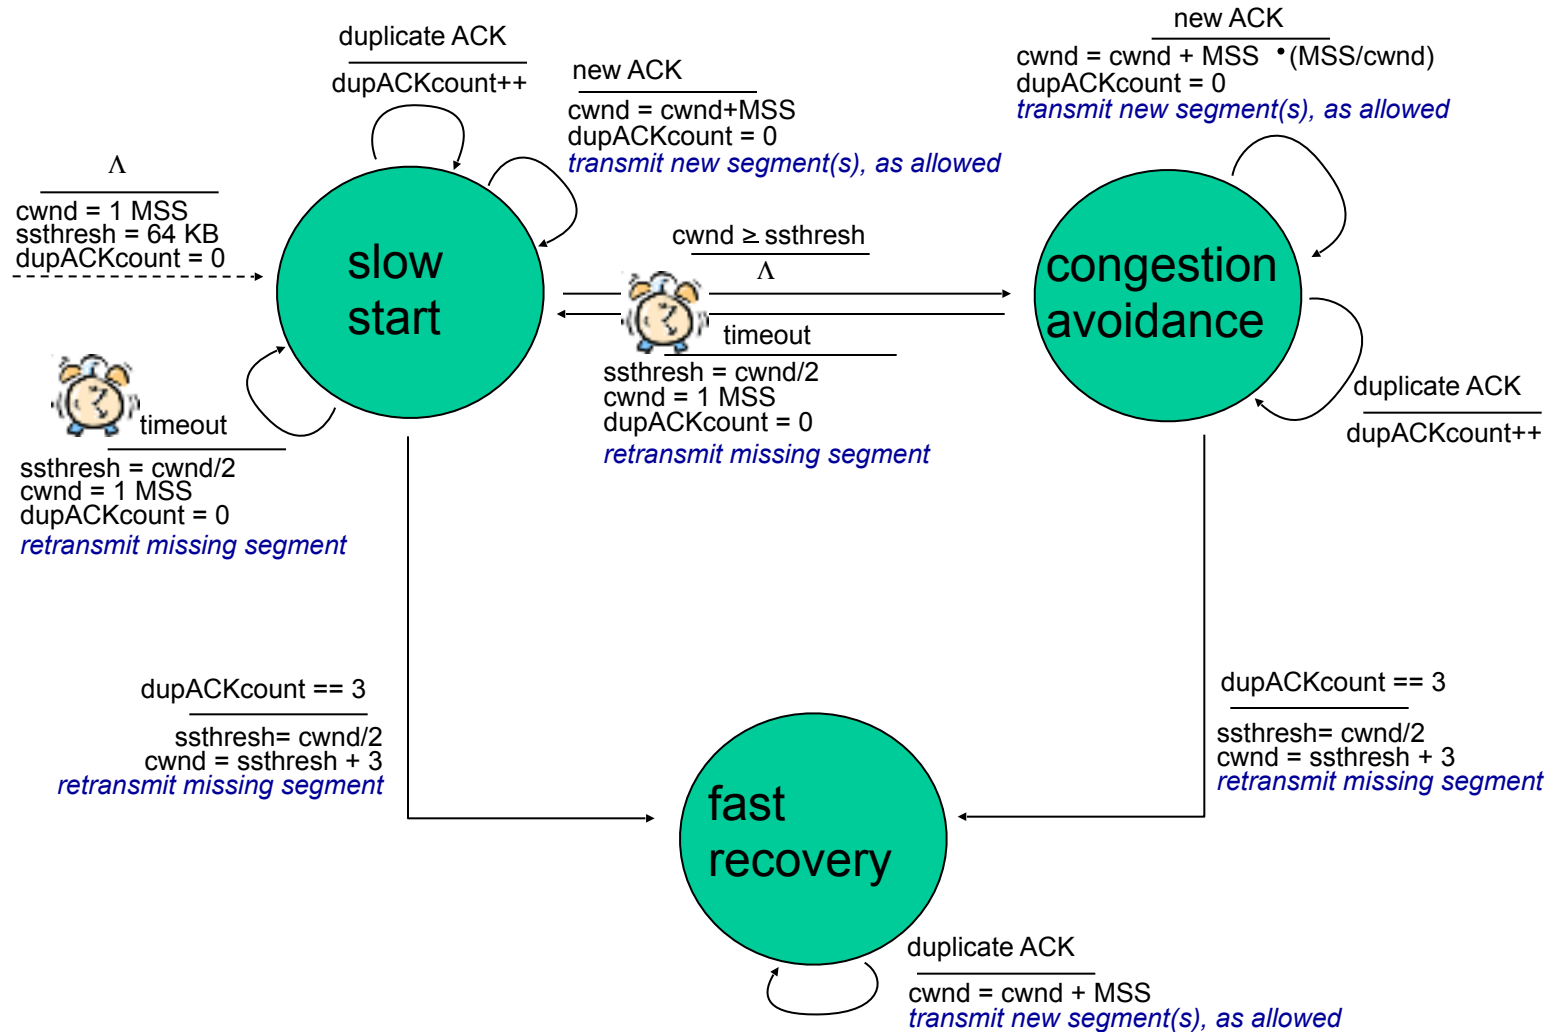 duplicate ACK
dupACKcount++
new ACK
cwnd = cwnd+MSS
dupACKcount = 0
transmit new segment(s), as allowed
new ACK
cwnd = cwnd + MSS •(MSS/cwnd)
dupACKcount = 0
transmit new segment(s), as allowed
Λ
cwnd = 1 MSS
ssthresh = 64 KB
dupACKcount = 0
slow
start
cwnd ≥ ssthresh
Λ
congestion
avoidance
timeout
ssthresh = cwnd/2
cwnd = 1 MSS
dupACKcount = 0
retransmit missing segment
timeout
ssthresh = cwnd/2
cwnd = 1 MSS
dupACKcount = 0
retransmit missing segment
duplicate ACK
dupACKcount++
dupACKcount == 3
ssthresh= cwnd/2
cwnd = ssthresh + 3
retransmit missing segment
dupACKcount == 3
ssthresh= cwnd/2
cwnd = ssthresh + 3
retransmit missing segment
fast
recovery
duplicate ACK
cwnd = cwnd + MSS
transmit new segment(s), as allowed